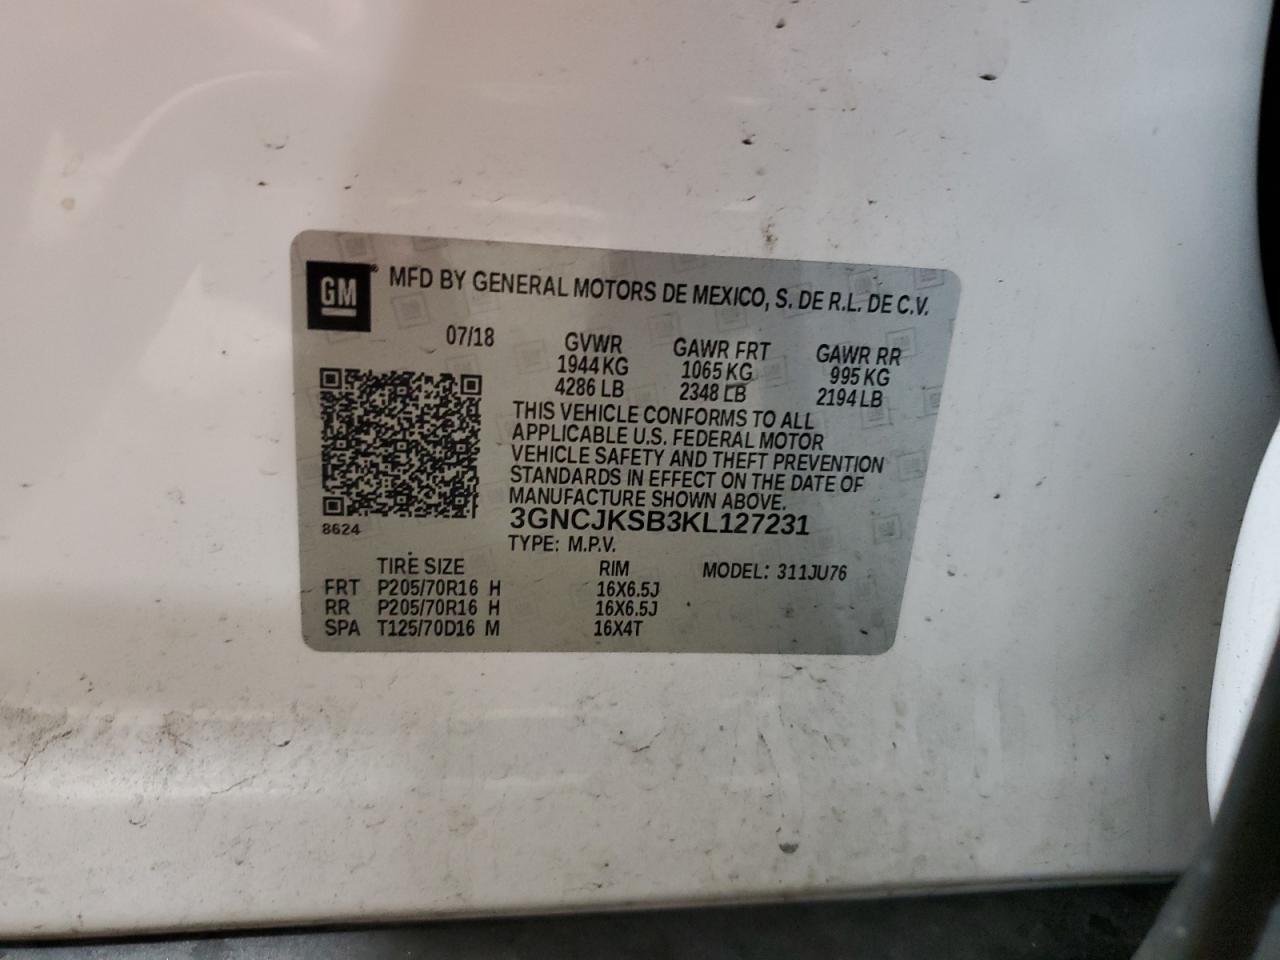 GM® MFD BY GENERAL MOTORS DE MEXICO, S. DE R.L. DE C.V.
07/18 GVWR GAWR FRT GAWR RR
1944 KG 1065 KG 995 KG
4286 LB 2348 LB 2194 LB
THIS VEHICLE CONFORMS TO ALL
APPLICABLE U.S. FEDERAL MOTOR
VEHICLE SAFETY AND THEFT PREVENTION
STANDARDS IN EFFECT ON THE DATE OF
MANUFACTURE SHOWN ABOVE.
8624 3GNCJKSB3KL127231
TYPE: M.P.V.
TIRE SIZE RIM MODEL: 311JU76
FRT P205/70R16 H 16X6.5J
RR P205/70R16 H 16X6.5J
SPA T125/70D16 M 16X4T